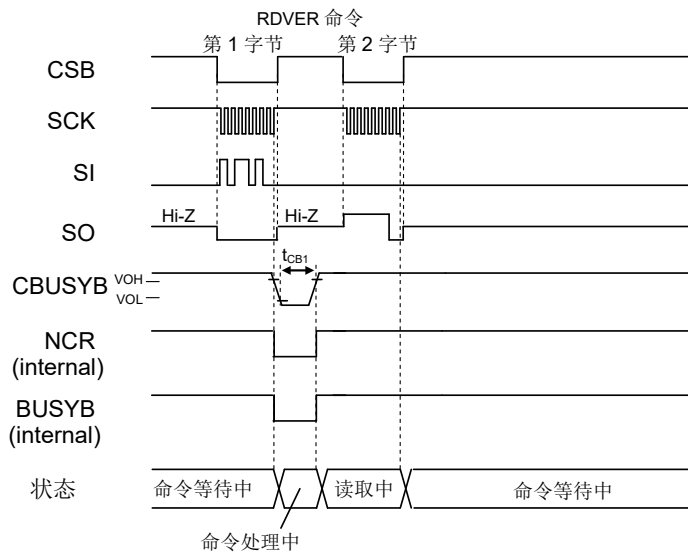 RDVER 命令
第 1 字节 第 2 字节
CSB
SCK
SI
Hi-Z Hi-Z
SO
tCB1
CBUSYB VOH
VOL
NCR
(internal)
BUSYB
(internal)
状态 命令等待中 读取中 命令等待中
命令处理中